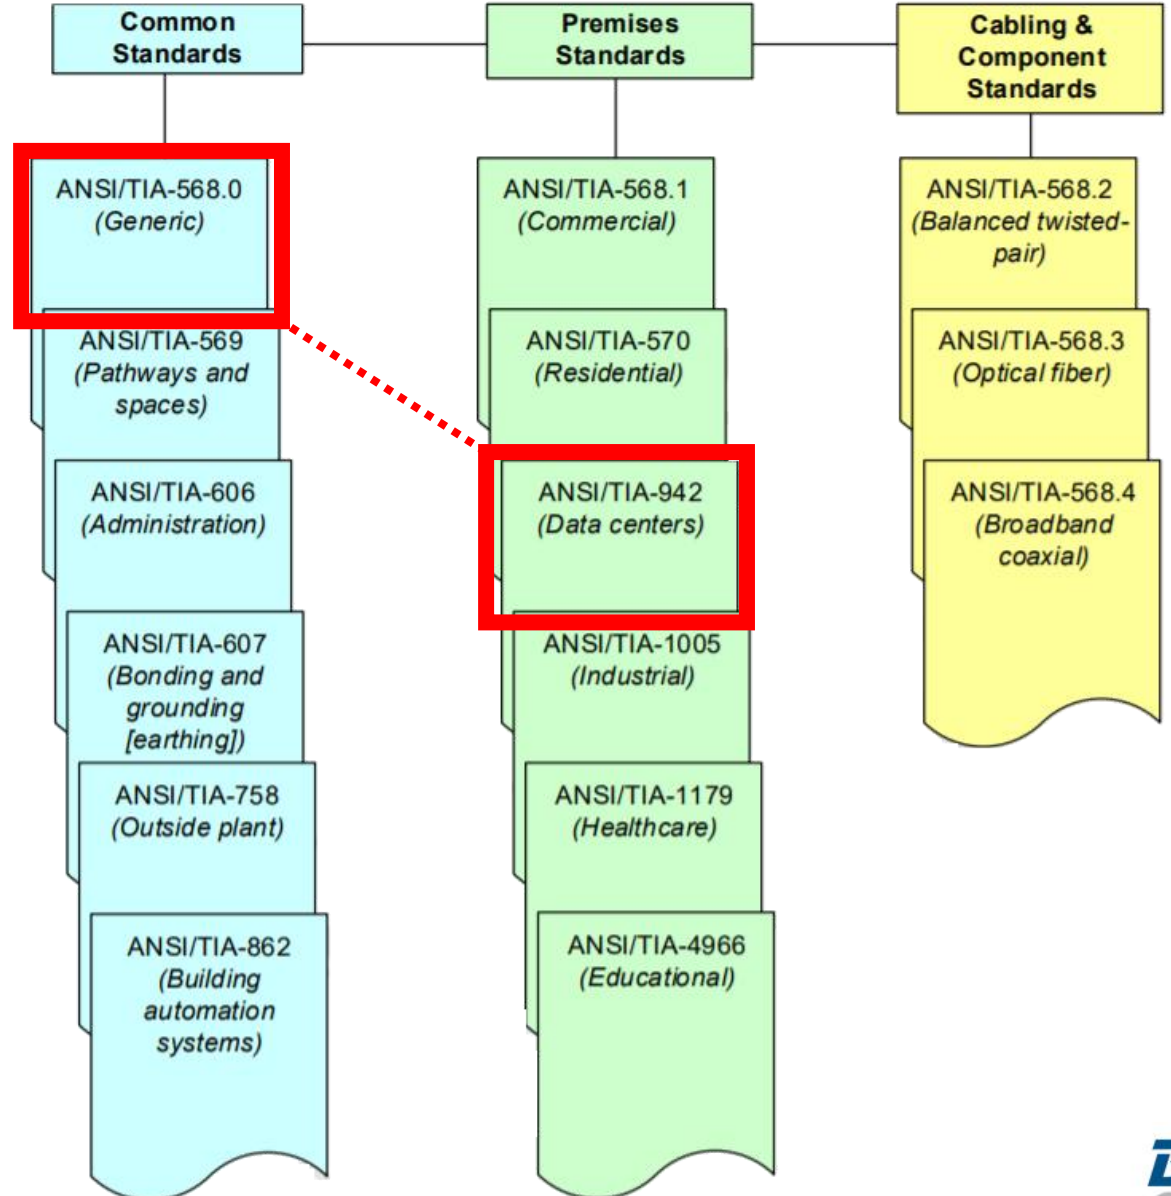 Common
Standards
Premises
Standards
Cabling &
Component
Standards
ANSI/TIA-568.0
(Generic)
ANSI/TIA-569
(Pathways and
spaces)
ANSI/TIA-606
(Administration)
ANSI/TIA-607
(Bonding and
grounding
[earthing])
ANSI/TIA-758
(Outside plant)
ANSI/TIA-862
(Building
automation
systems)
ANSI/TIA-568.1
(Commercial)
ANSI/TIA-570
(Residential)
ANSI/TIA-942
(Data centers)
ANSI/TIA-1005
(Industrial)
ANSI/TIA-1179
(Healthcare)
ANSI/TIA-4966
(Educational)
ANSI/TIA-568.2
(Balanced twisted-
pair)
ANSI/TIA-568.3
(Optical fiber)
ANSI/TIA-568.4
(Broadband
coaxial)